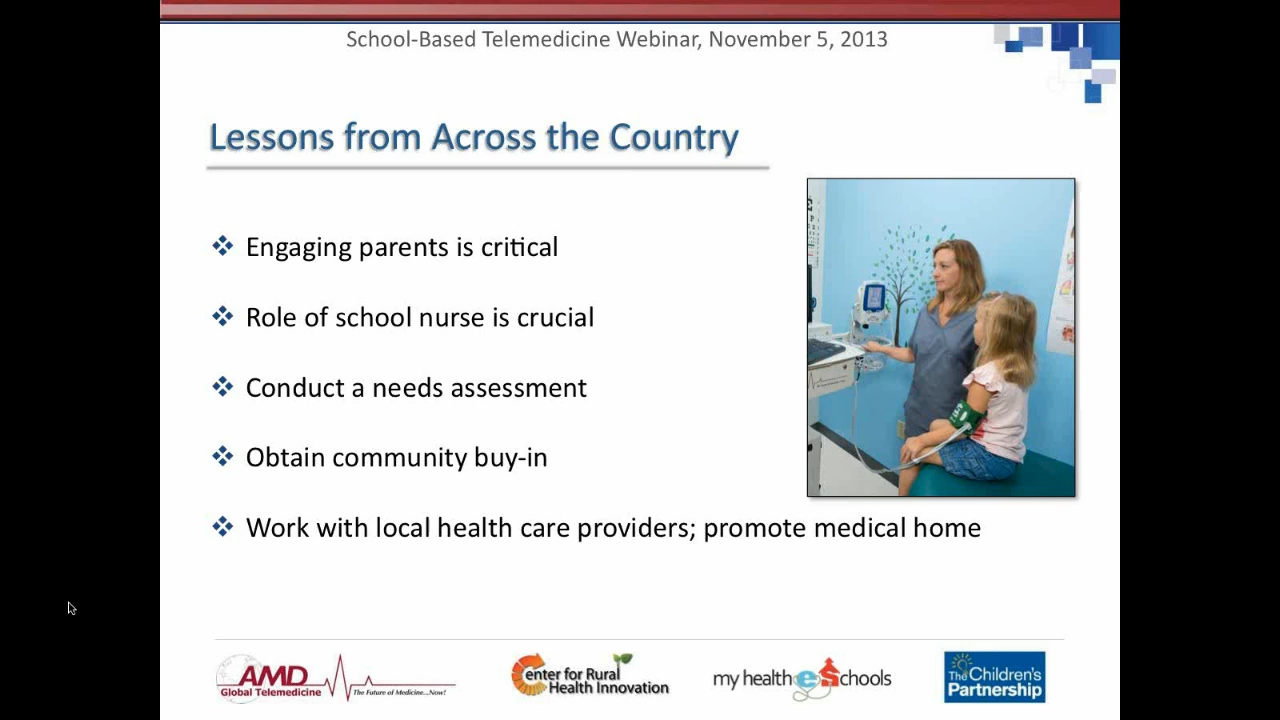 School-Based Telemedicine Webinar, November 5, 2013
Lessons from Across the Country
Engaging parents is critical
Role of school nurse is crucial
Conduct a needs assessment
Obtain community buy-in
Work with local health care providers; promote medical home
AMD
Global Telemedicine
The Future of Medicine...Now!
Center for Rural
Health Innovation
my health e Schools
The Children's
Partnership